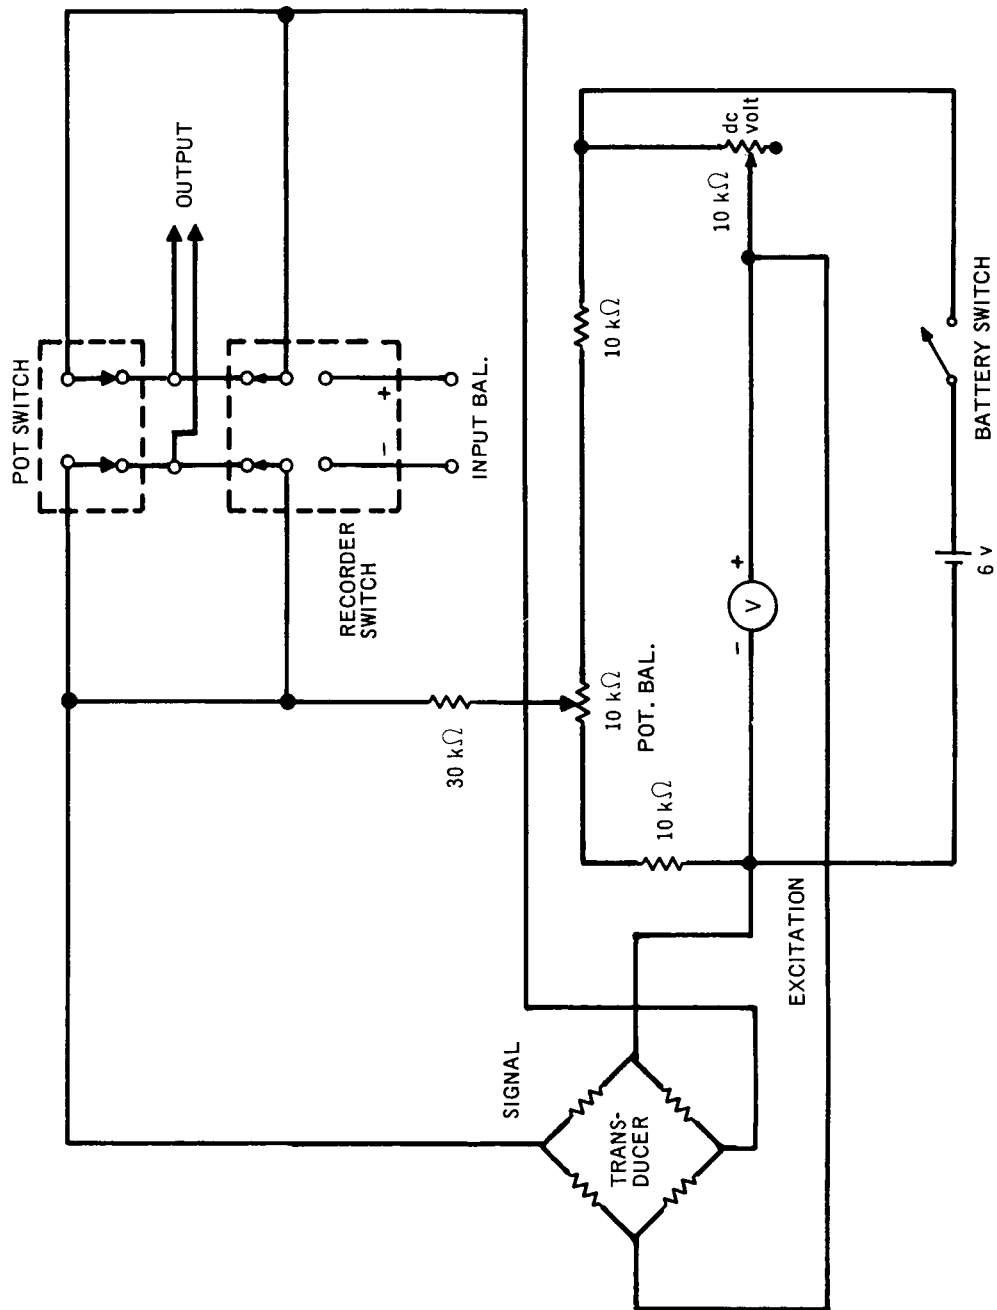 POT SWITCH
OUTPUT
+
-
INPUT BAL.
RECORDER
SWITCH
dc
volt
10 kΩ
10 kΩ
10 kΩ
POT. BAL.
30 kΩ
10 kΩ
+
V
-
BATTERY SWITCH
6 V
EXCITATION
SIGNAL
TRANS-
DUCER